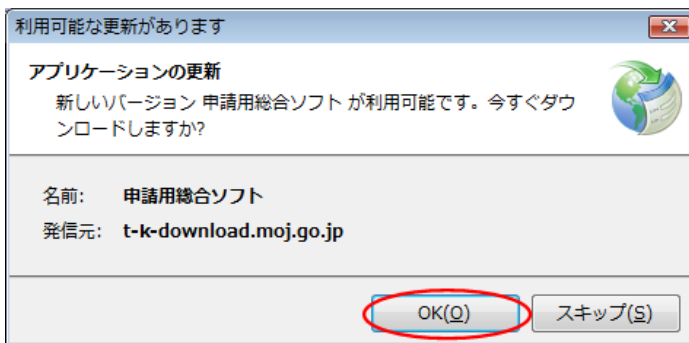 利用可能な更新があります
アプリケーションの更新
新しいバージョン 申請用総合ソフト が利用可能です。今すぐダウ
ンロードしますか?
名前: 申請用総合ソフト
発信元: t-k-download.moj.go.jp
OK(O) スキップ(S)